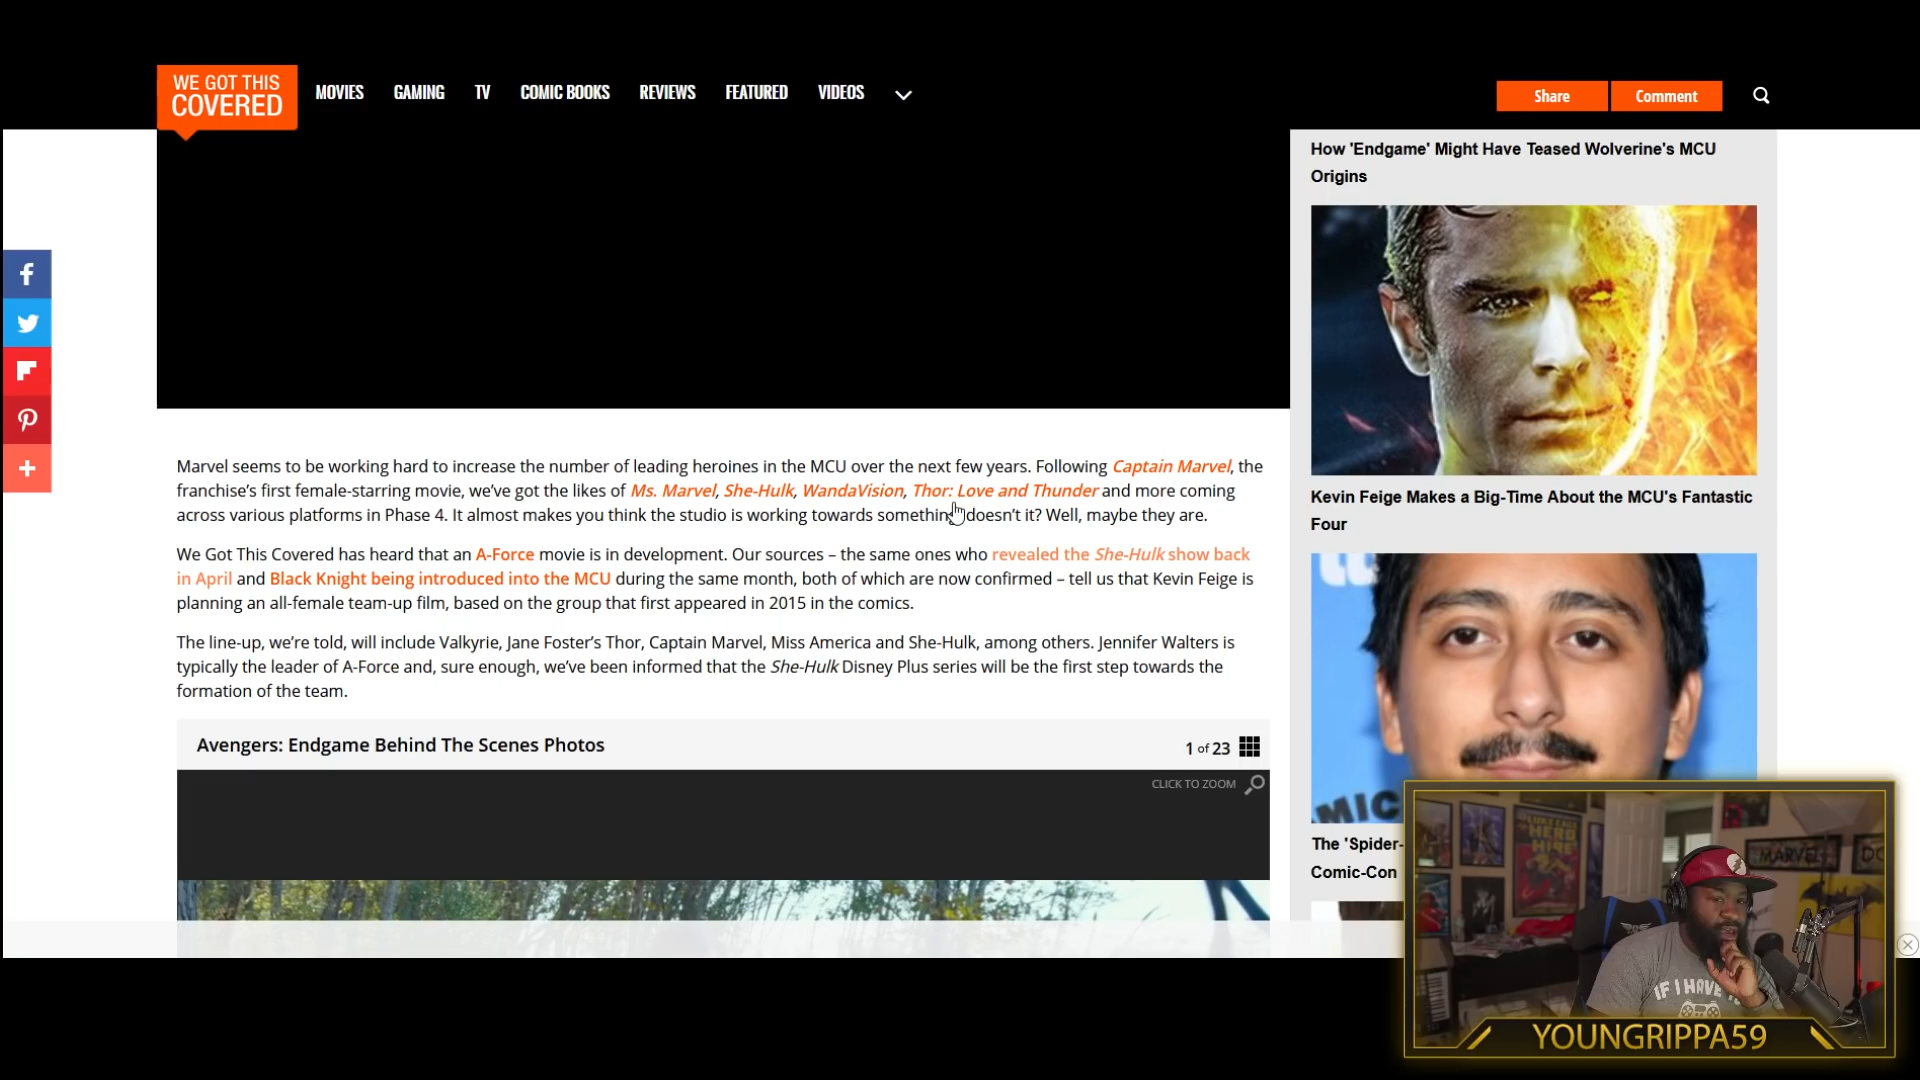 WE GOT THIS
COVERED
MOVIES GAMING TV COMIC BOOKS REVIEWS FEATURED VIDEOS
Share Comment
How 'Endgame' Might Have Teased Wolverine's MCU
Origins
Marvel seems to be working hard to increase the number of leading heroines in the MCU over the next few years. Following Captain Marvel, the
franchise's first female-starring movie, we've got the likes of Ms. Marvel, She-Hulk, WandaVision, Thor: Love and Thunder and more coming
across various platforms in Phase 4. It almost makes you think the studio is working towards something doesn't it? Well, maybe they are.
We Got This Covered has heard that an A-Force movie is in development. Our sources – the same ones who revealed the She-Hulk show back
in April and Black Knight being introduced into the MCU during the same month, both of which are now confirmed – tell us that Kevin Feige is
planning an all-female team-up film, based on the group that first appeared in 2015 in the comics.
The line-up, we're told, will include Valkyrie, Jane Foster's Thor, Captain Marvel, Miss America and She-Hulk, among others. Jennifer Walters is
typically the leader of A-Force and, sure enough, we've been informed that the She-Hulk Disney Plus series will be the first step towards the
formation of the team.
Avengers: Endgame Behind The Scenes Photos
1 of 23
CLICK TO ZOOM
Kevin Feige Makes a Big-Time About the MCU's Fantastic
Four
MIC
The 'Spider-
Comic-Con
LUKE CAGE
HERO
FOR
HIRE
MARVEL
DC
IF I HAVE
YOUNGRIPPA59